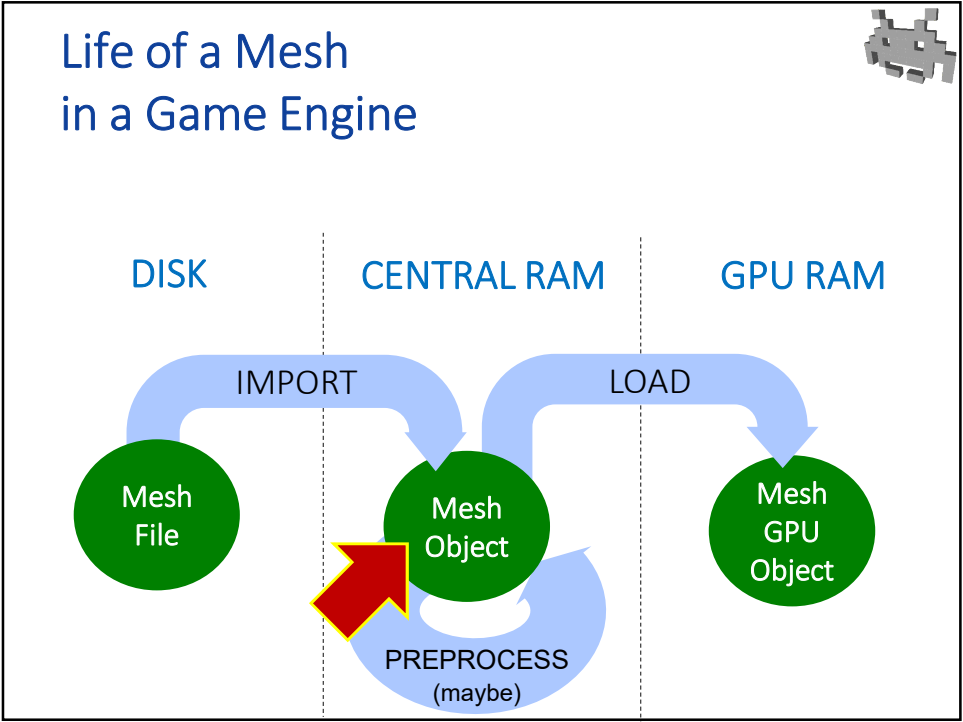 Life of a Mesh
in a Game Engine
DISK
CENTRAL RAM
GPU RAM
IMPORT
LOAD
Mesh
File
Mesh
Object
Mesh
GPU
Object
PREPROCESS
(maybe)